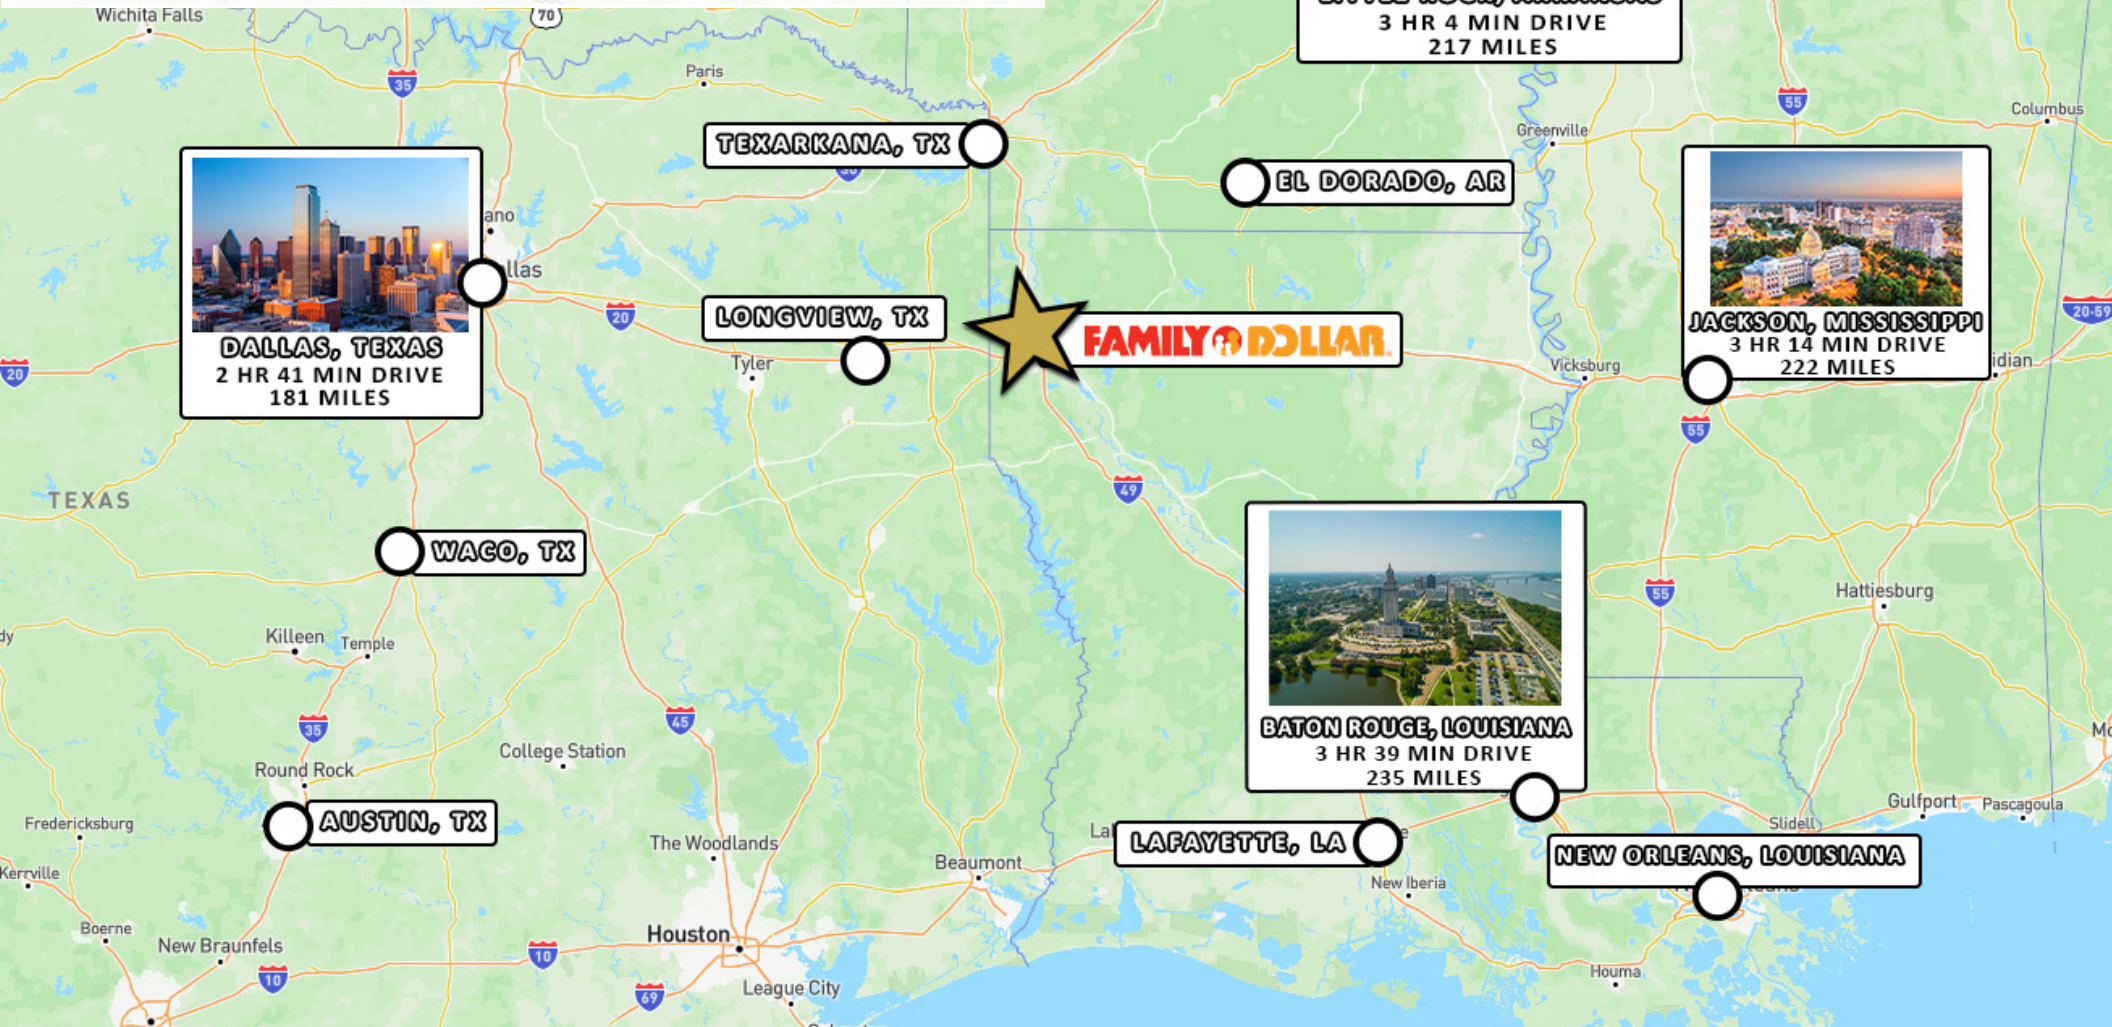 Wichita Falls
70
3 HR 4 MIN DRIVE
217 MILES
35
Paris
55
Columbus
Greenville
TEXARKANA, TX
30
EL DORADO, AR
ano
llas
DALLAS, TEXAS
2 HR 41 MIN DRIVE
181 MILES
20
LONGVIEW, TX
20
Tyler
FAMILY DOLLAR
JACKSON, MISSISSIPPI
3 HR 14 MIN DRIVE
222 MILES
20-59
Vicksburg
idian
55
TEXAS
49
WACO, TX
55
Hattiesburg
Killeen
Temple
dy
35
45
College Station
Round Rock
BATON ROUGE, LOUISIANA
3 HR 39 MIN DRIVE
235 MILES
Mo
AUSTIN, TX
Fredericksburg
Gulfport
Pascagoula
Slidell
The Woodlands
La
LAFAYETTE, LA
e
NEW ORLEANS, LOUISIANA
Beaumont
Kerrville
New Iberia
Boerne
New Braunfels
Houston
10
10
69
League City
Houma